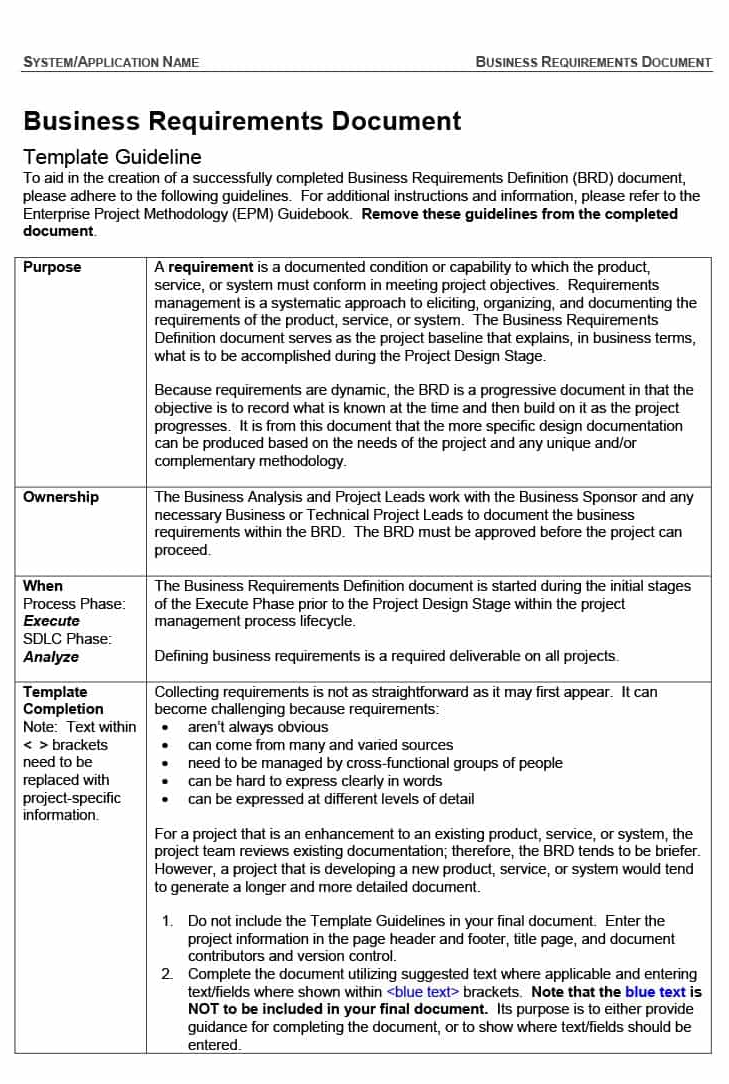 SYSTEM/APPLICATION NAME BUSINESS REQUIREMENTS DOCUMENT
Business Requirements Document
Template Guideline
To aid in the creation of a successfully completed Business Requirements Definition (BRD) document,
please adhere to the following guidelines. For additional instructions and information, please refer to the
Enterprise Project Methodology (EPM) Guidebook. Remove these guidelines from the completed
document.
Purpose
A requirement is a documented condition or capability to which the product,
service, or system must conform in meeting project objectives. Requirements
management is a systematic approach to eliciting, organizing, and documenting the
requirements of the product, service, or system. The Business Requirements
Definition document serves as the project baseline that explains, in business terms,
what is to be accomplished during the Project Design Stage.
Because requirements are dynamic, the BRD is a progressive document in that the
objective is to record what is known at the time and then build on it as the project
progresses. It is from this document that the more specific design documentation
can be produced based on the needs of the project and any unique and/or
complementary methodology.
Ownership
The Business Analysis and Project Leads work with the Business Sponsor and any
necessary Business or Technical Project Leads to document the business
requirements within the BRD. The BRD must be approved before the project can
proceed.
When
Process Phase:
Execute
SDLC Phase:
Analyze
The Business Requirements Definition document is started during the initial stages
of the Execute Phase prior to the Project Design Stage within the project
management process lifecycle.
Defining business requirements is a required deliverable on all projects.
Template
Completion
Note: Text within
< > brackets
need to be
replaced with
project-specific
information.
Collecting requirements is not as straightforward as it may first appear. It can
become challenging because requirements:
• aren't always obvious
• can come from many and varied sources
• need to be managed by cross-functional groups of people
• can be hard to express clearly in words
• can be expressed at different levels of detail
For a project that is an enhancement to an existing product, service, or system, the
project team reviews existing documentation; therefore, the BRD tends to be briefer.
However, a project that is developing a new product, service, or system would tend
to generate a longer and more detailed document.
1. Do not include the Template Guidelines in your final document. Enter the
project information in the page header and footer, title page, and document
contributors and version control.
2. Complete the document utilizing suggested text where applicable and entering
text/fields where shown within <blue text> brackets. Note that the blue text is
NOT to be included in your final document. Its purpose is to either provide
guidance for completing the document, or to show where text/fields should be
entered.